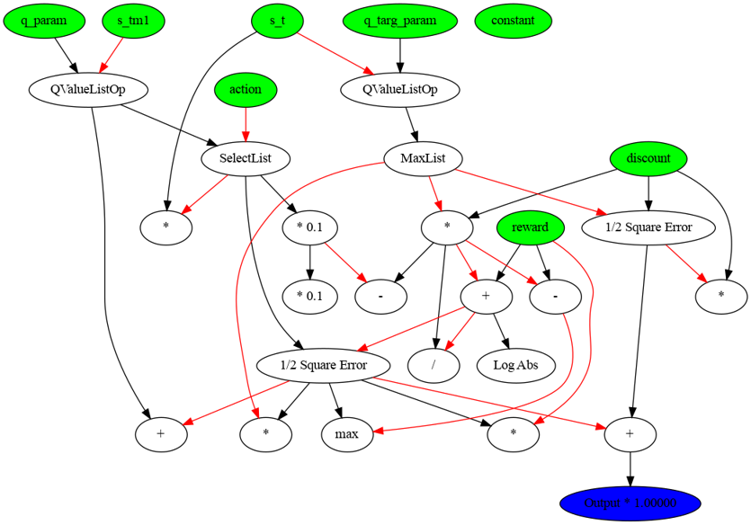 q_param s_tm1 s_t q_targ_param constant
QValueListOp action QValueListOp
SelectList MaxList discount
* * 0.1 * reward 1/2 Square Error
* 0.1 - + - *
1/2 Square Error / Log Abs
+ * max * +
Output * 1.00000